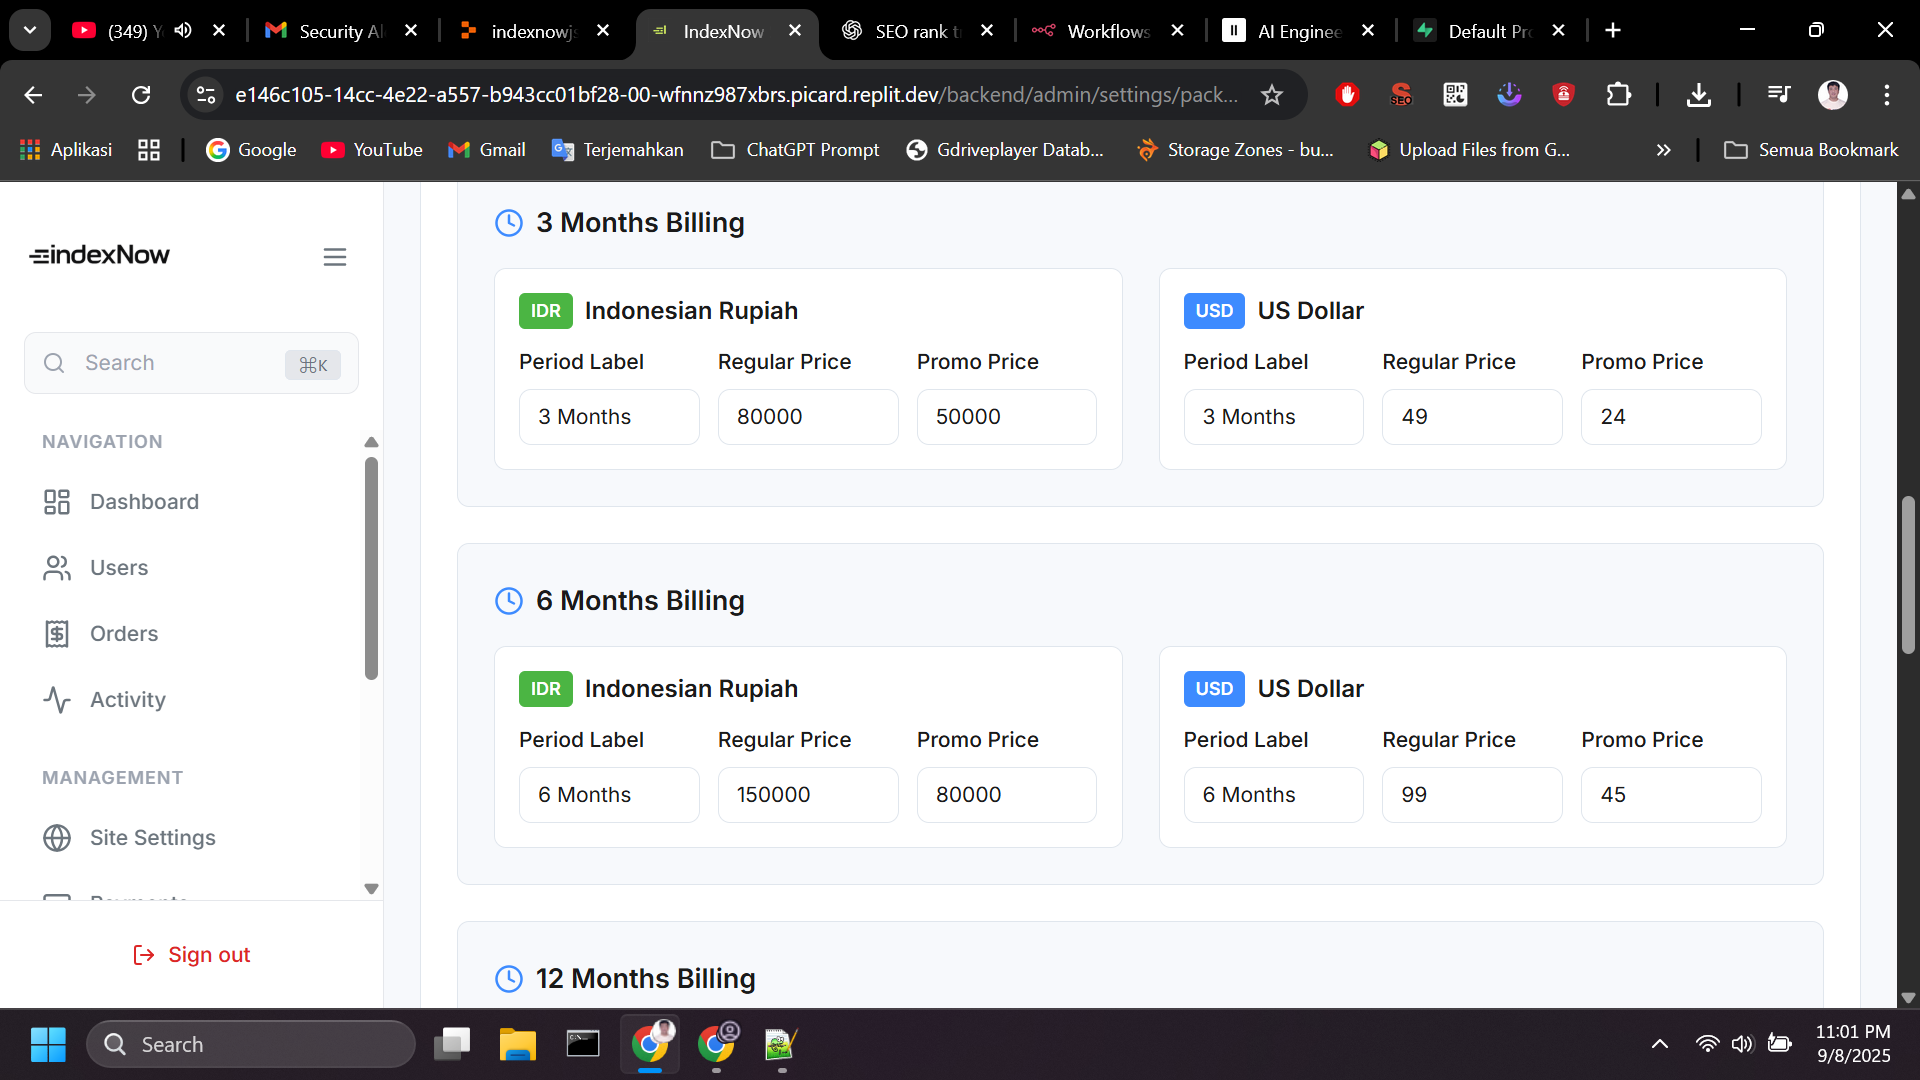 (349) Y
Security Al
indexnowjs
IndexNow
SEO rank t
Workflows
AI Enginee
Default Pro
e146c105-14cc-4e22-a557-b943cc01bf28-00-wfnnz987xbrs.picard.replit.dev/backend/admin/settings/pack...
Aplikasi
Google
YouTube
Gmail
Terjemahkan
ChatGPT Prompt
Gdriveplayer Datab...
Storage Zones - bu...
Upload Files from G...
Semua Bookmark
indexNow
Search
⌘K
NAVIGATION
Dashboard
Users
Orders
Activity
MANAGEMENT
Site Settings
Payments
Sign out
3 Months Billing
IDR Indonesian Rupiah
Period Label Regular Price Promo Price
3 Months 80000 50000
USD US Dollar
Period Label Regular Price Promo Price
3 Months 49 24
6 Months Billing
IDR Indonesian Rupiah
Period Label Regular Price Promo Price
6 Months 150000 80000
USD US Dollar
Period Label Regular Price Promo Price
6 Months 99 45
12 Months Billing
Search
11:01 PM
9/8/2025